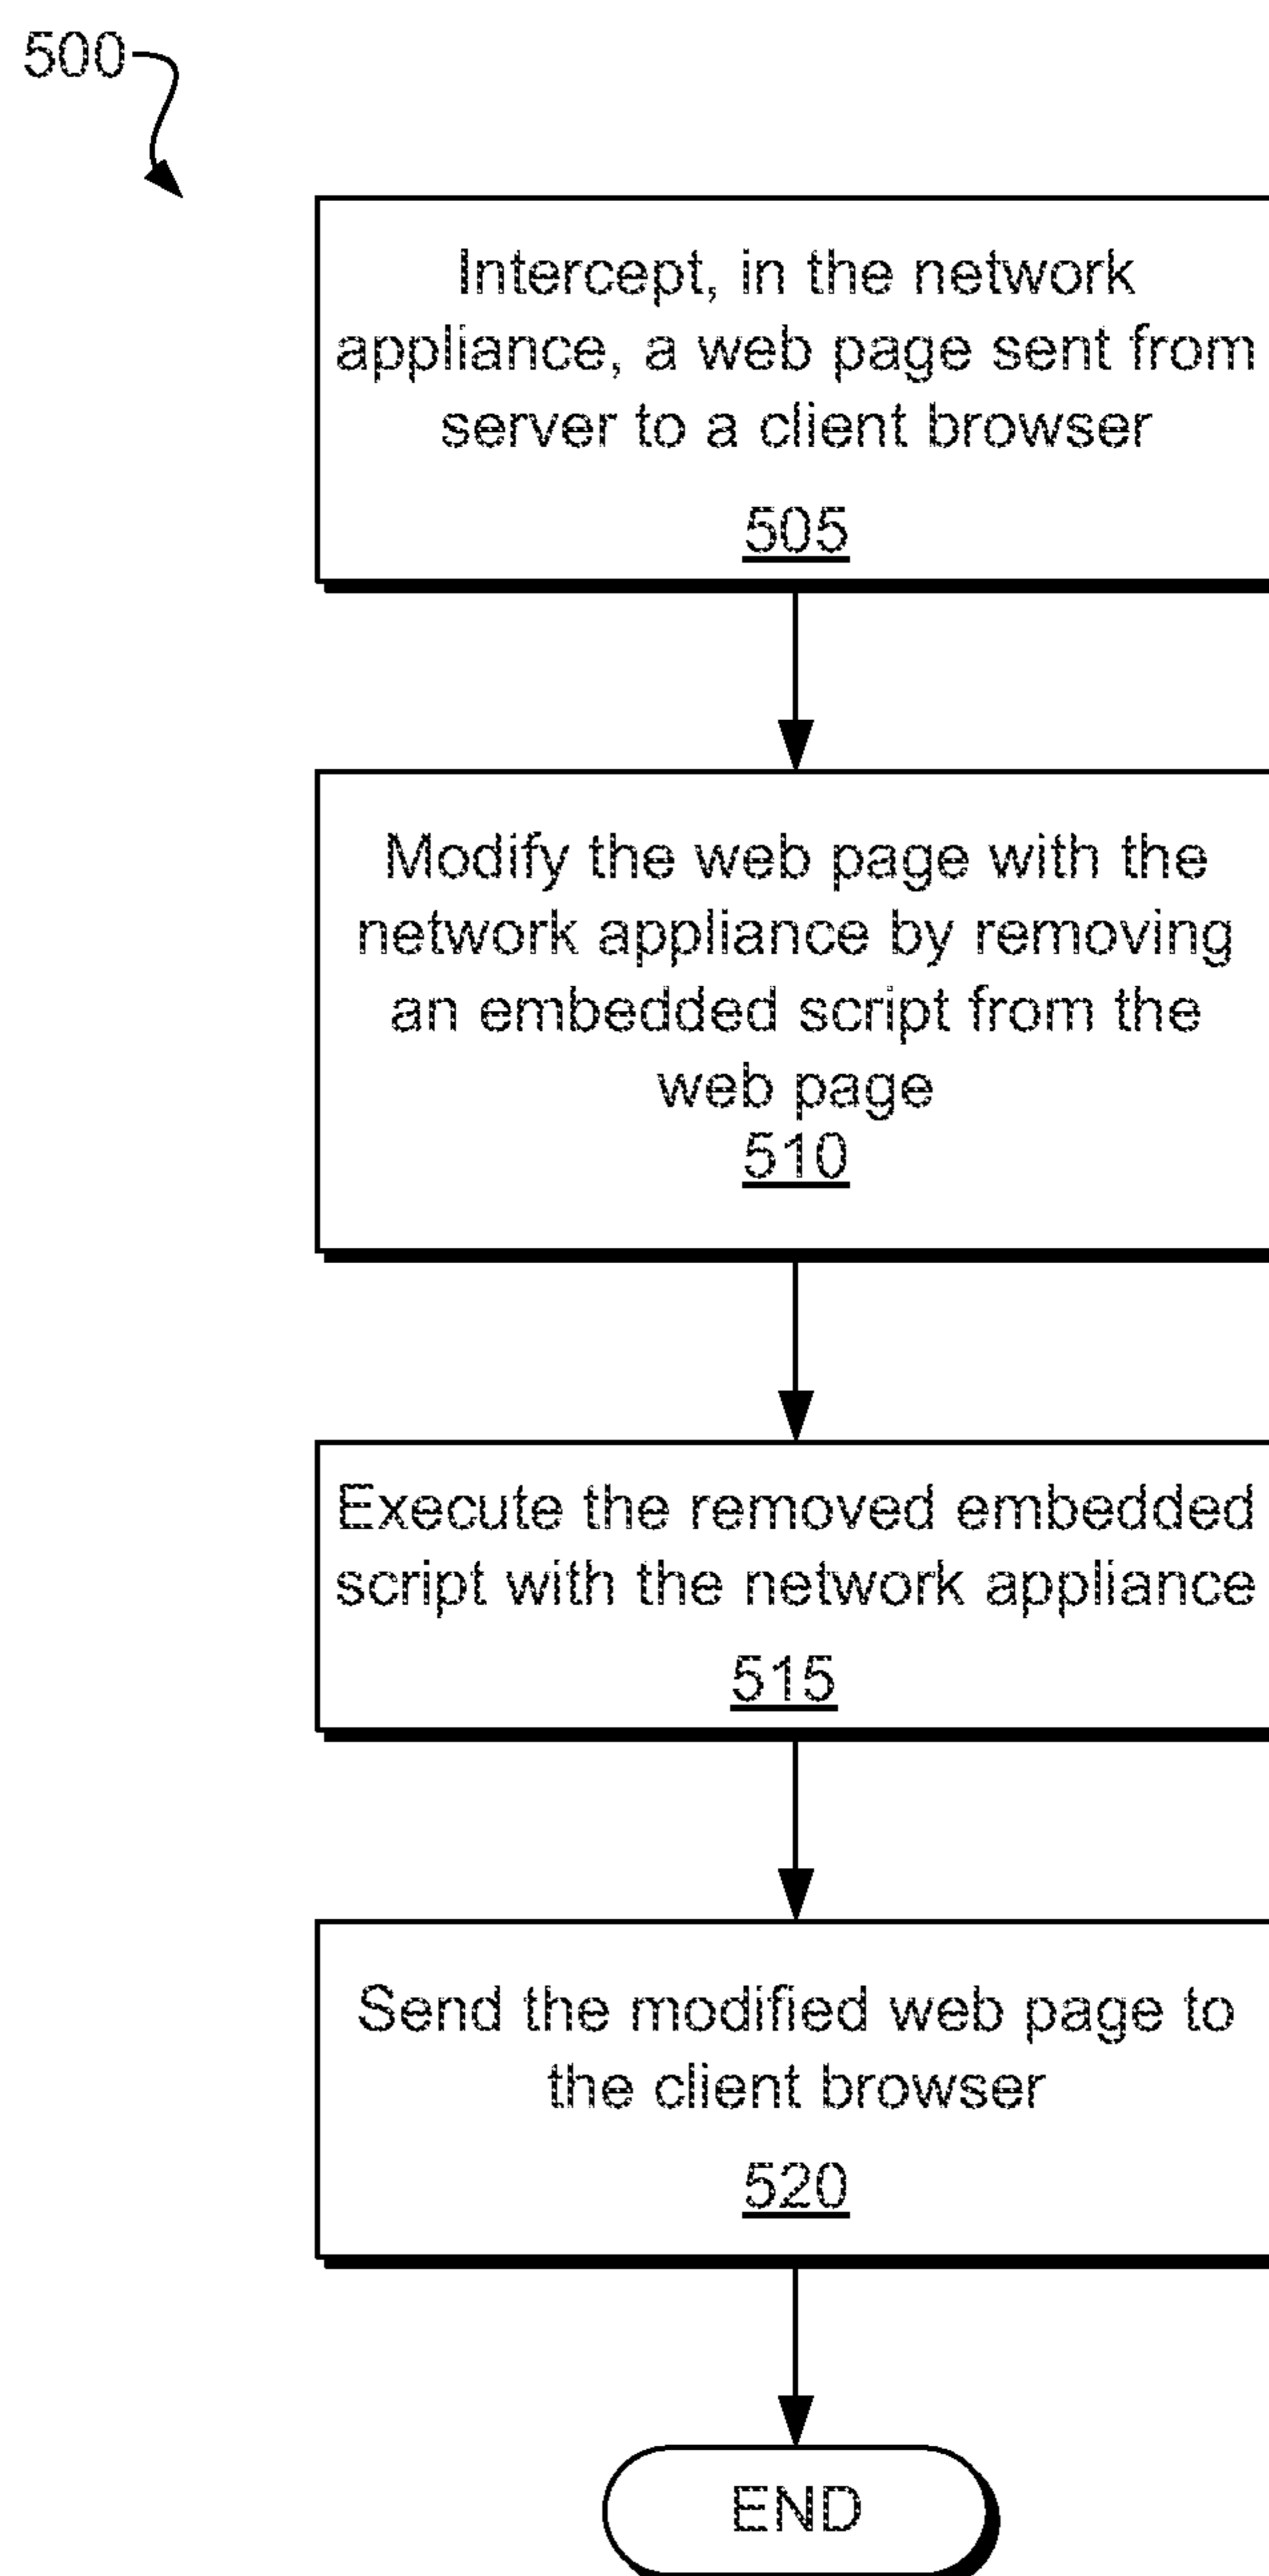 500
Intercept, in the network
appliance, a web page sent from
server to a client browser
505
Modify the web page with the
network appliance by removing
an embedded script from the
web page
510
Execute the removed embedded
script with the network appliance
515
Send the modified web page to
the client browser
520
END